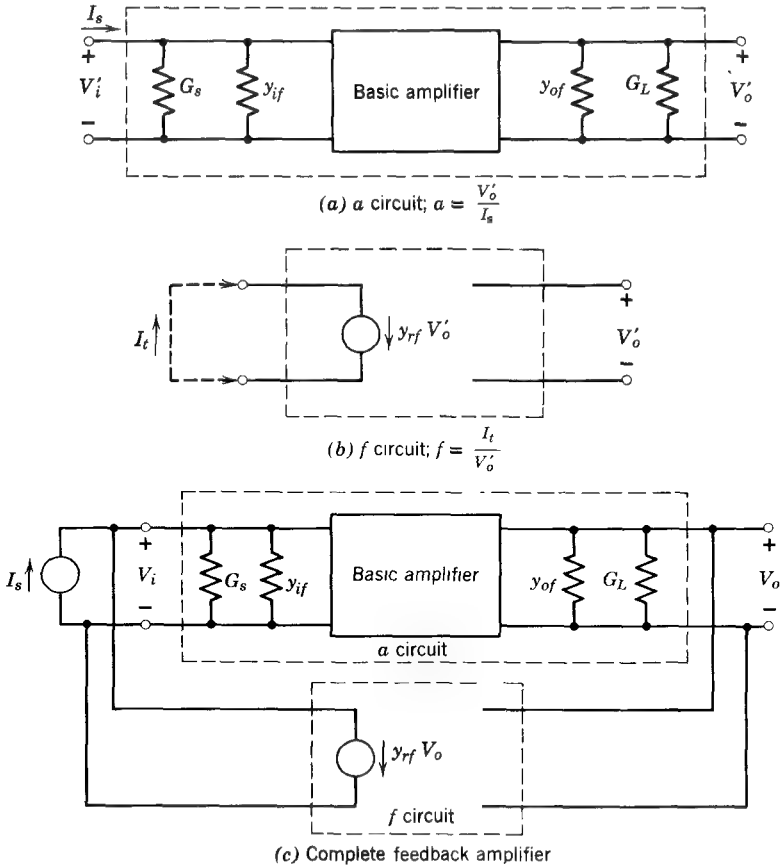 I_s
+ + 
V'_i G_s y_if Basic amplifier y_of G_L V'_o
− −
(a) a circuit; a = V'_o / I_s
I_t y_rf V'_o + V'_o −
(b) f circuit; f = I_t / V'_o
+ +
I_s V_i G_s y_if Basic amplifier y_of G_L V_o
− −
a circuit
y_rf V_o
f circuit
(c) Complete feedback amplifier